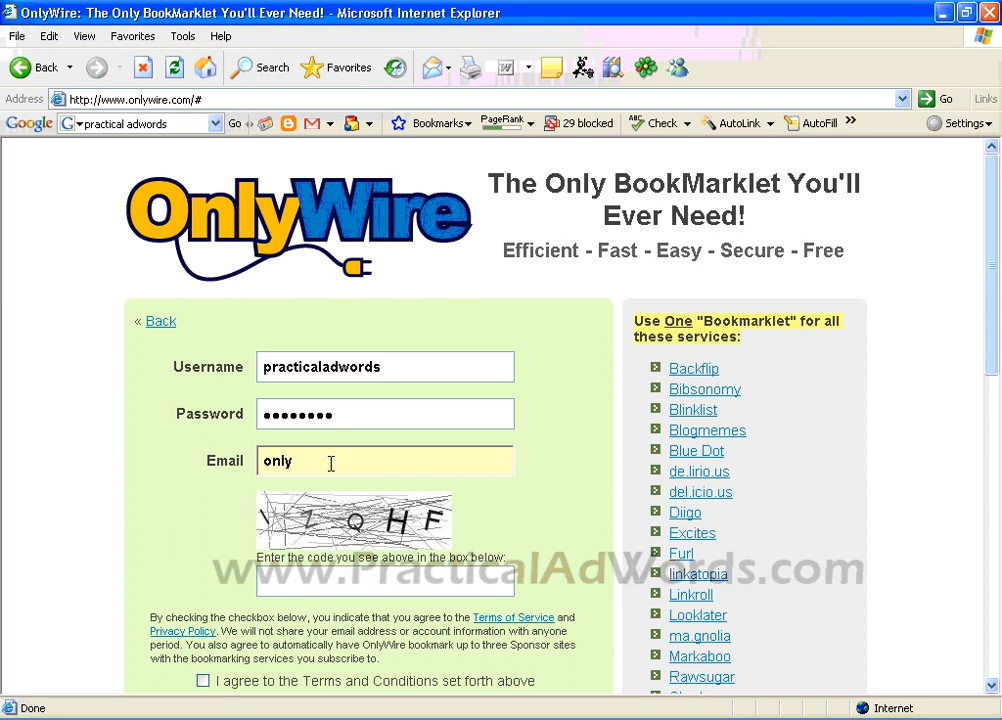 OnlyWire: The Only BookMarklet You'll Ever Need! - Microsoft Internet Explorer
File Edit View Favorites Tools Help
Back Search Favorites
Address http://www.onlywire.com/# Go Links
Google practical adwords Go Bookmarks PageRank 29 blocked Check AutoLink AutoFill Settings
OnlyWire
The Only BookMarklet You'll
Ever Need!
Efficient - Fast - Easy - Secure - Free
« Back
Username practicaladwords
Password ••••••••
Email only
Enter the code you see above in the box below:
By checking the checkbox below, you indicate that you agree to the Terms of Service and
Privacy Policy. We will not share your email address or account information with anyone
period. You also agree to automatically have OnlyWire bookmark up to three Sponsor sites
with the bookmarking services you subscribe to.
I agree to the Terms and Conditions set forth above
Use One "Bookmarklet" for all
these services:
Backflip
Bibsonomy
Blinklist
Blogmemes
Blue Dot
de.lirio.us
del.icio.us
Diigo
Excites
Furl
linkatopia
Linkroll
Looklater
ma.gnolia
Markaboo
Rawsugar
www.PracticalAdWords.com
Done Internet